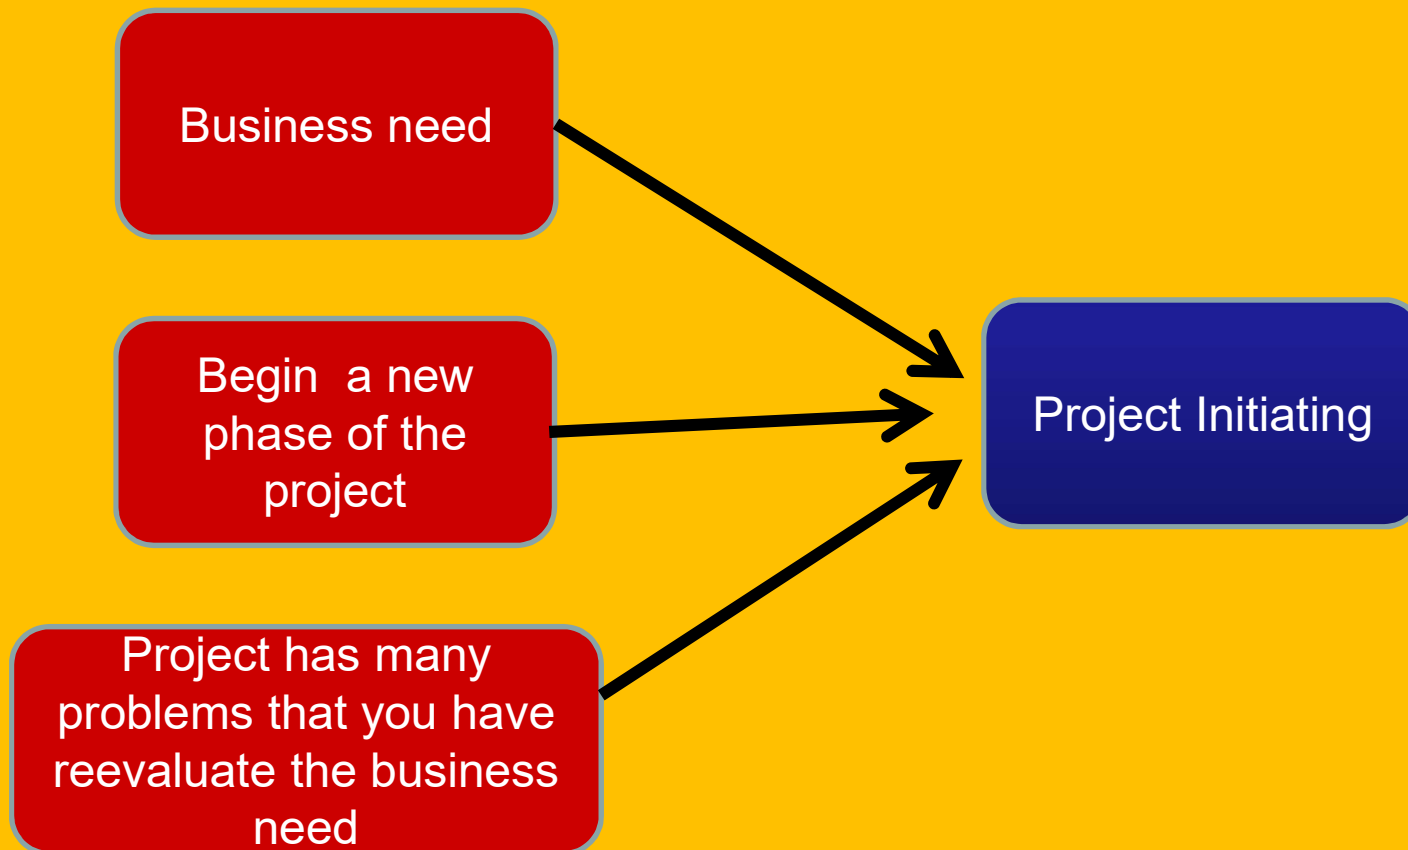 Business need
Begin  a new
phase of the
project
Project has many
problems that you have
reevaluate the business
need
Project Initiating